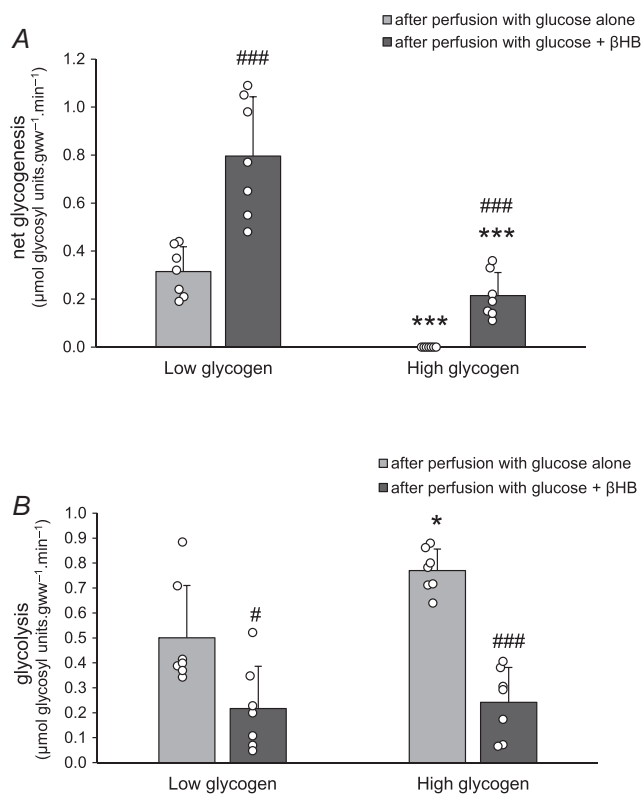 after perfusion with glucose alone
after perfusion with glucose + βHB
A
net glycogenesis
(μmol glycosyl units.gww⁻¹.min⁻¹)
1.2
1.0
0.8
0.6
0.4
0.2
0.0
###
***
###
***
Low glycogen
High glycogen
after perfusion with glucose alone
after perfusion with glucose + βHB
B
glycolysis
(μmol glycosyl units.gww⁻¹.min⁻¹)
1.0
0.9
0.8
0.7
0.6
0.5
0.4
0.3
0.2
0.1
0.0
#
*
###
Low glycogen
High glycogen